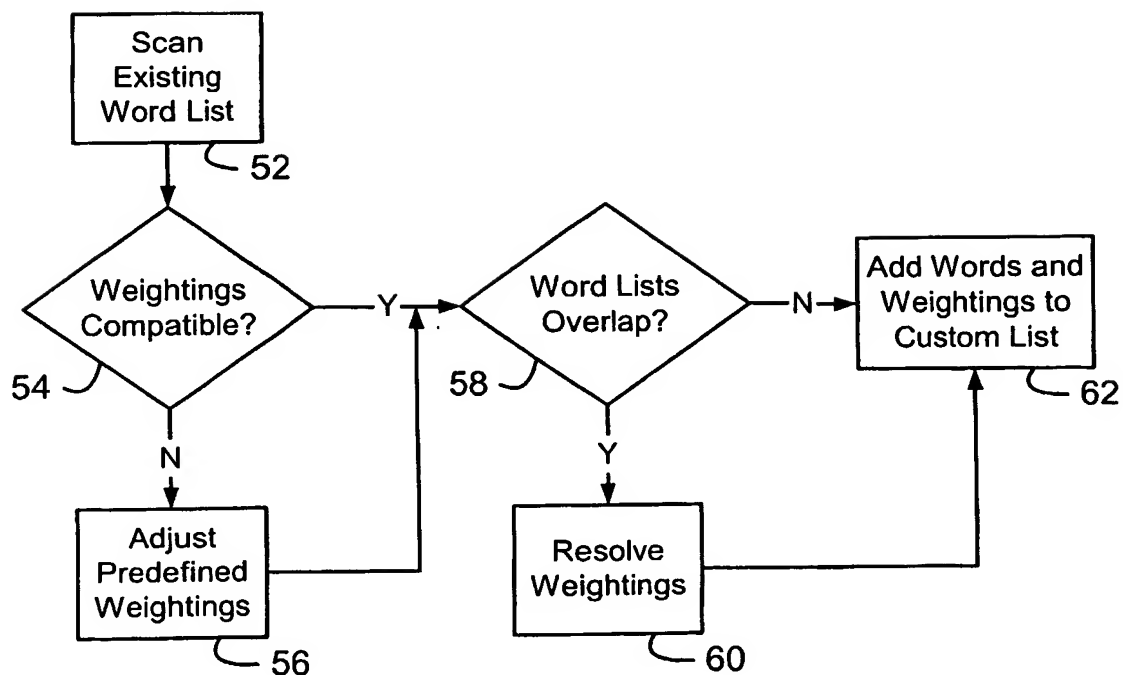 Scan
Existing
Word List
52
Weightings
Compatible?
54
Y
N
Adjust
Predefined
Weightings
56
Word Lists
Overlap?
58
N
Y
Resolve
Weightings
60
Add Words and
Weightings to
Custom List
62